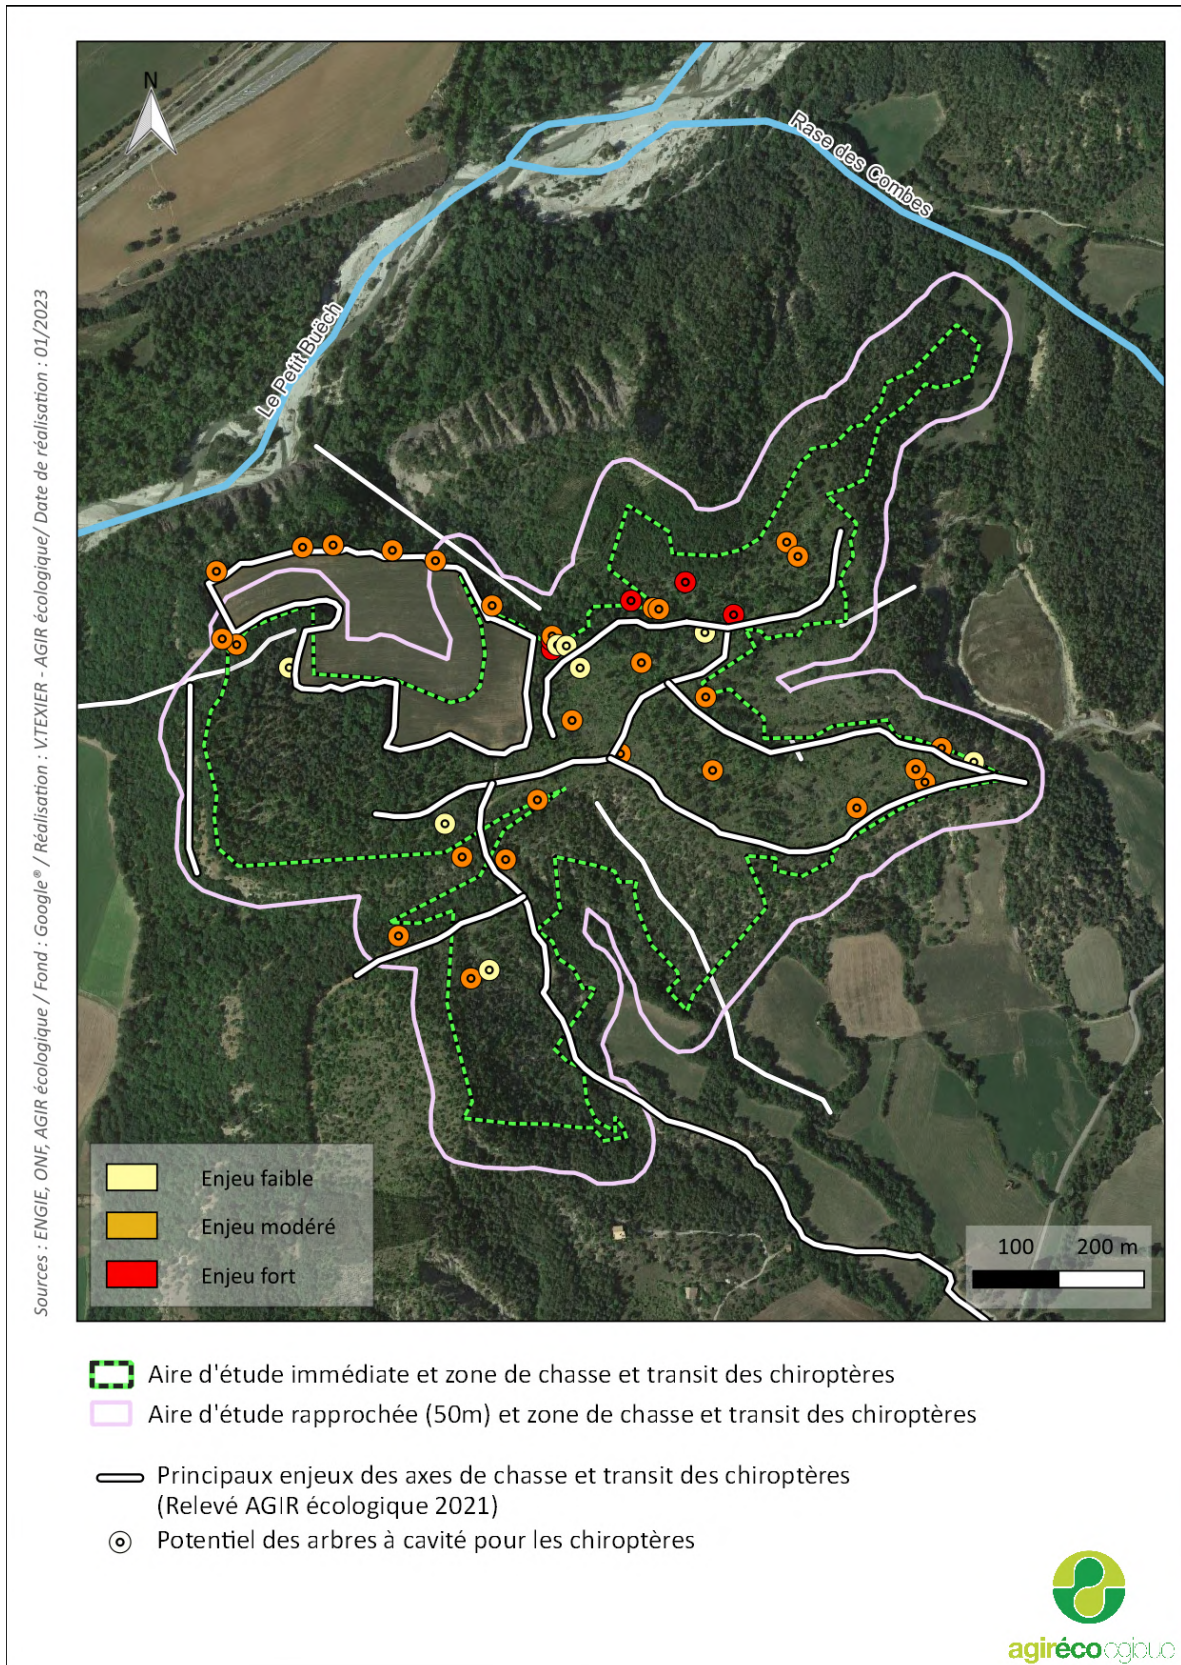 N
Rase des Combes
Le Petit Buëch
Sources : ENGIE, ONF, AGIR écologique / Fond : Google® / Réalisation : V.TEXIER - AGIR écologique/ Date de réalisation : 01/2023
Enjeu faible
Enjeu modéré
Enjeu fort
100 200 m
Aire d'étude immédiate et zone de chasse et transit des chiroptères
Aire d'étude rapprochée (50m) et zone de chasse et transit des chiroptères
Principaux enjeux des axes de chasse et transit des chiroptères
(Relevé AGIR écologique 2021)
Potentiel des arbres à cavité pour les chiroptères
agiréco